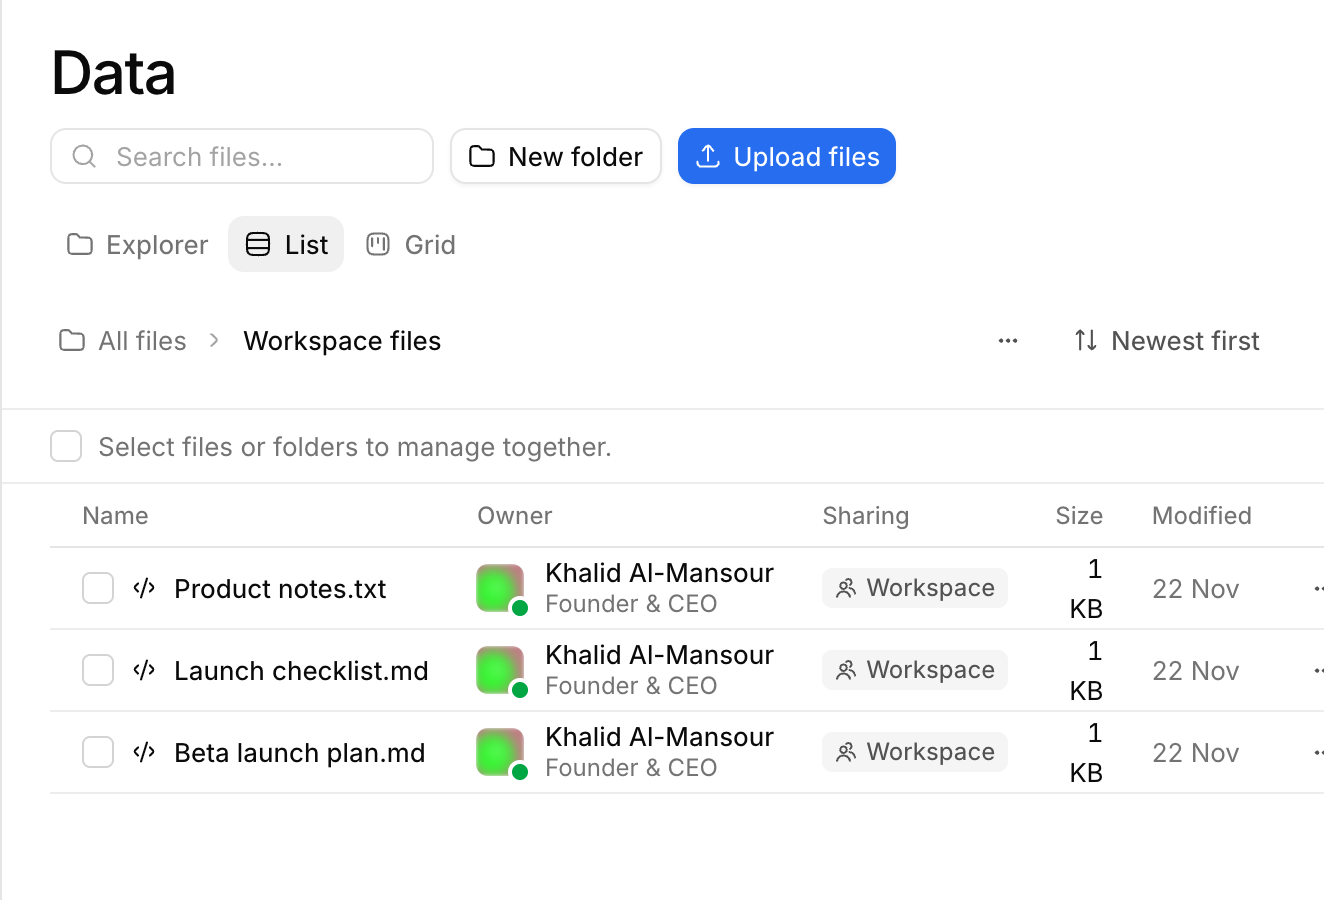 Data
Search files...
New folder
Upload files
Explorer
List
Grid
All files
Workspace files
Newest first
Select files or folders to manage together.
Name Owner Sharing Size Modified
Product notes.txt
Khalid Al-Mansour
Founder & CEO
Workspace
1
KB
22 Nov
Launch checklist.md
Khalid Al-Mansour
Founder & CEO
Workspace
1
KB
22 Nov
Beta launch plan.md
Khalid Al-Mansour
Founder & CEO
Workspace
1
KB
22 Nov